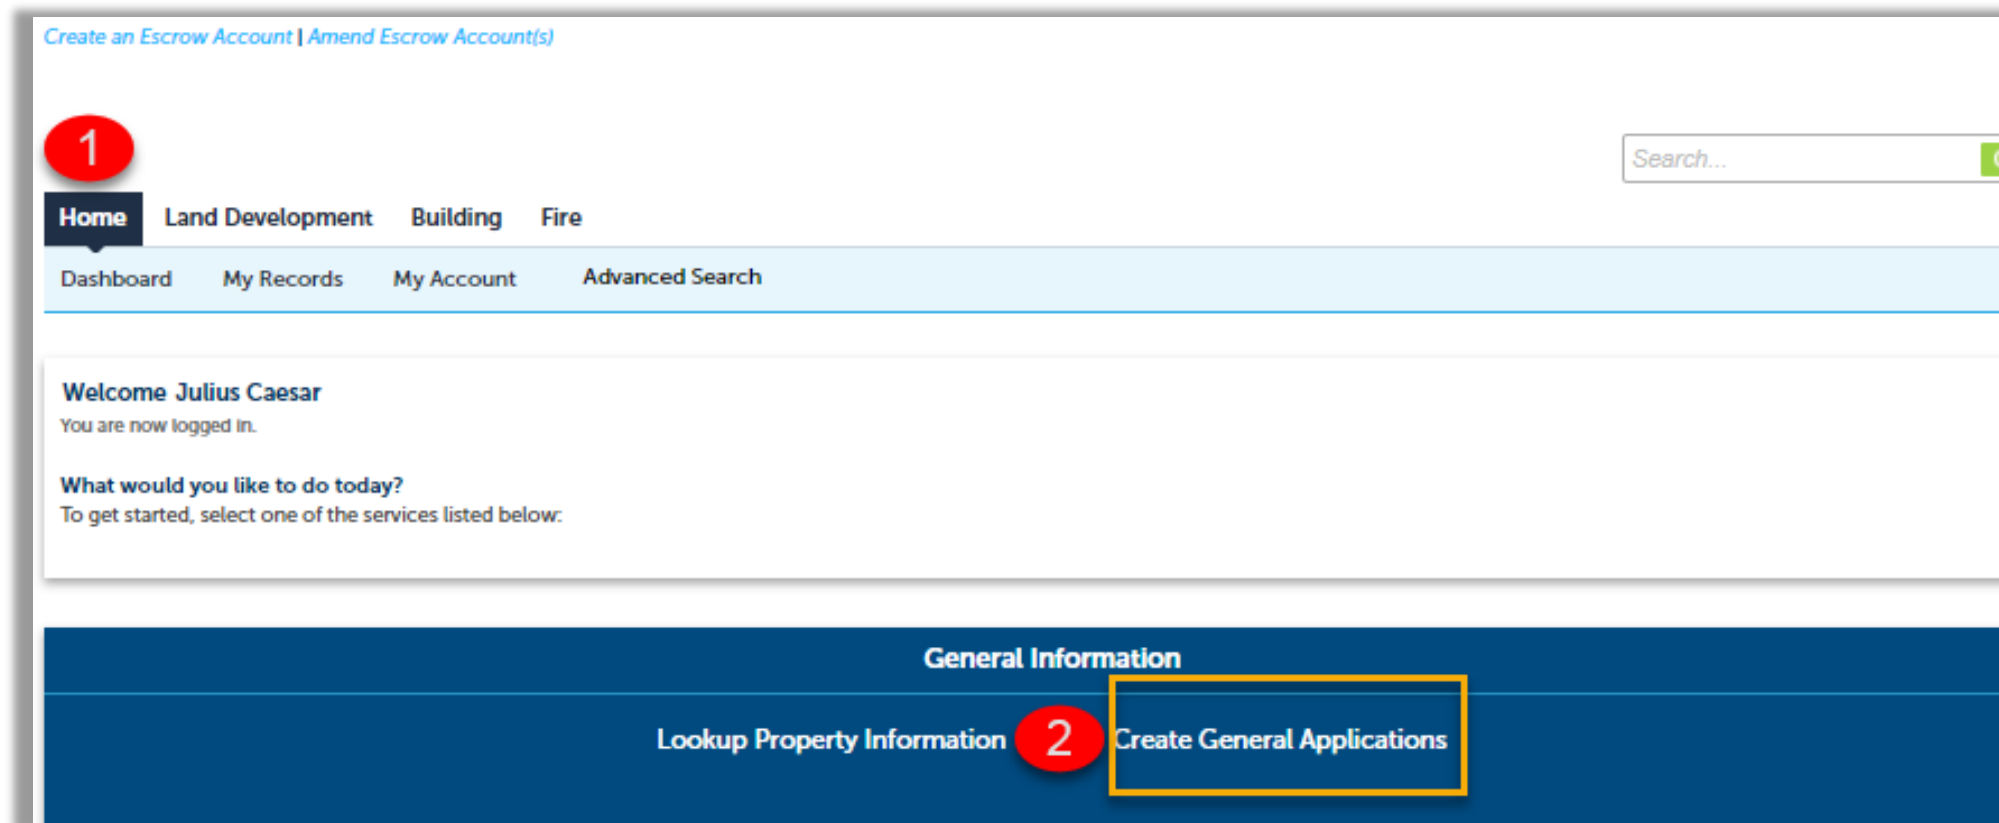 Create an Escrow Account | Amend Escrow Account(s)
1
Search...
Home Land Development Building Fire
Dashboard My Records My Account Advanced Search
Welcome Julius Caesar
You are now logged in.
What would you like to do today?
To get started, select one of the services listed below:
General Information
Lookup Property Information 2 Create General Applications